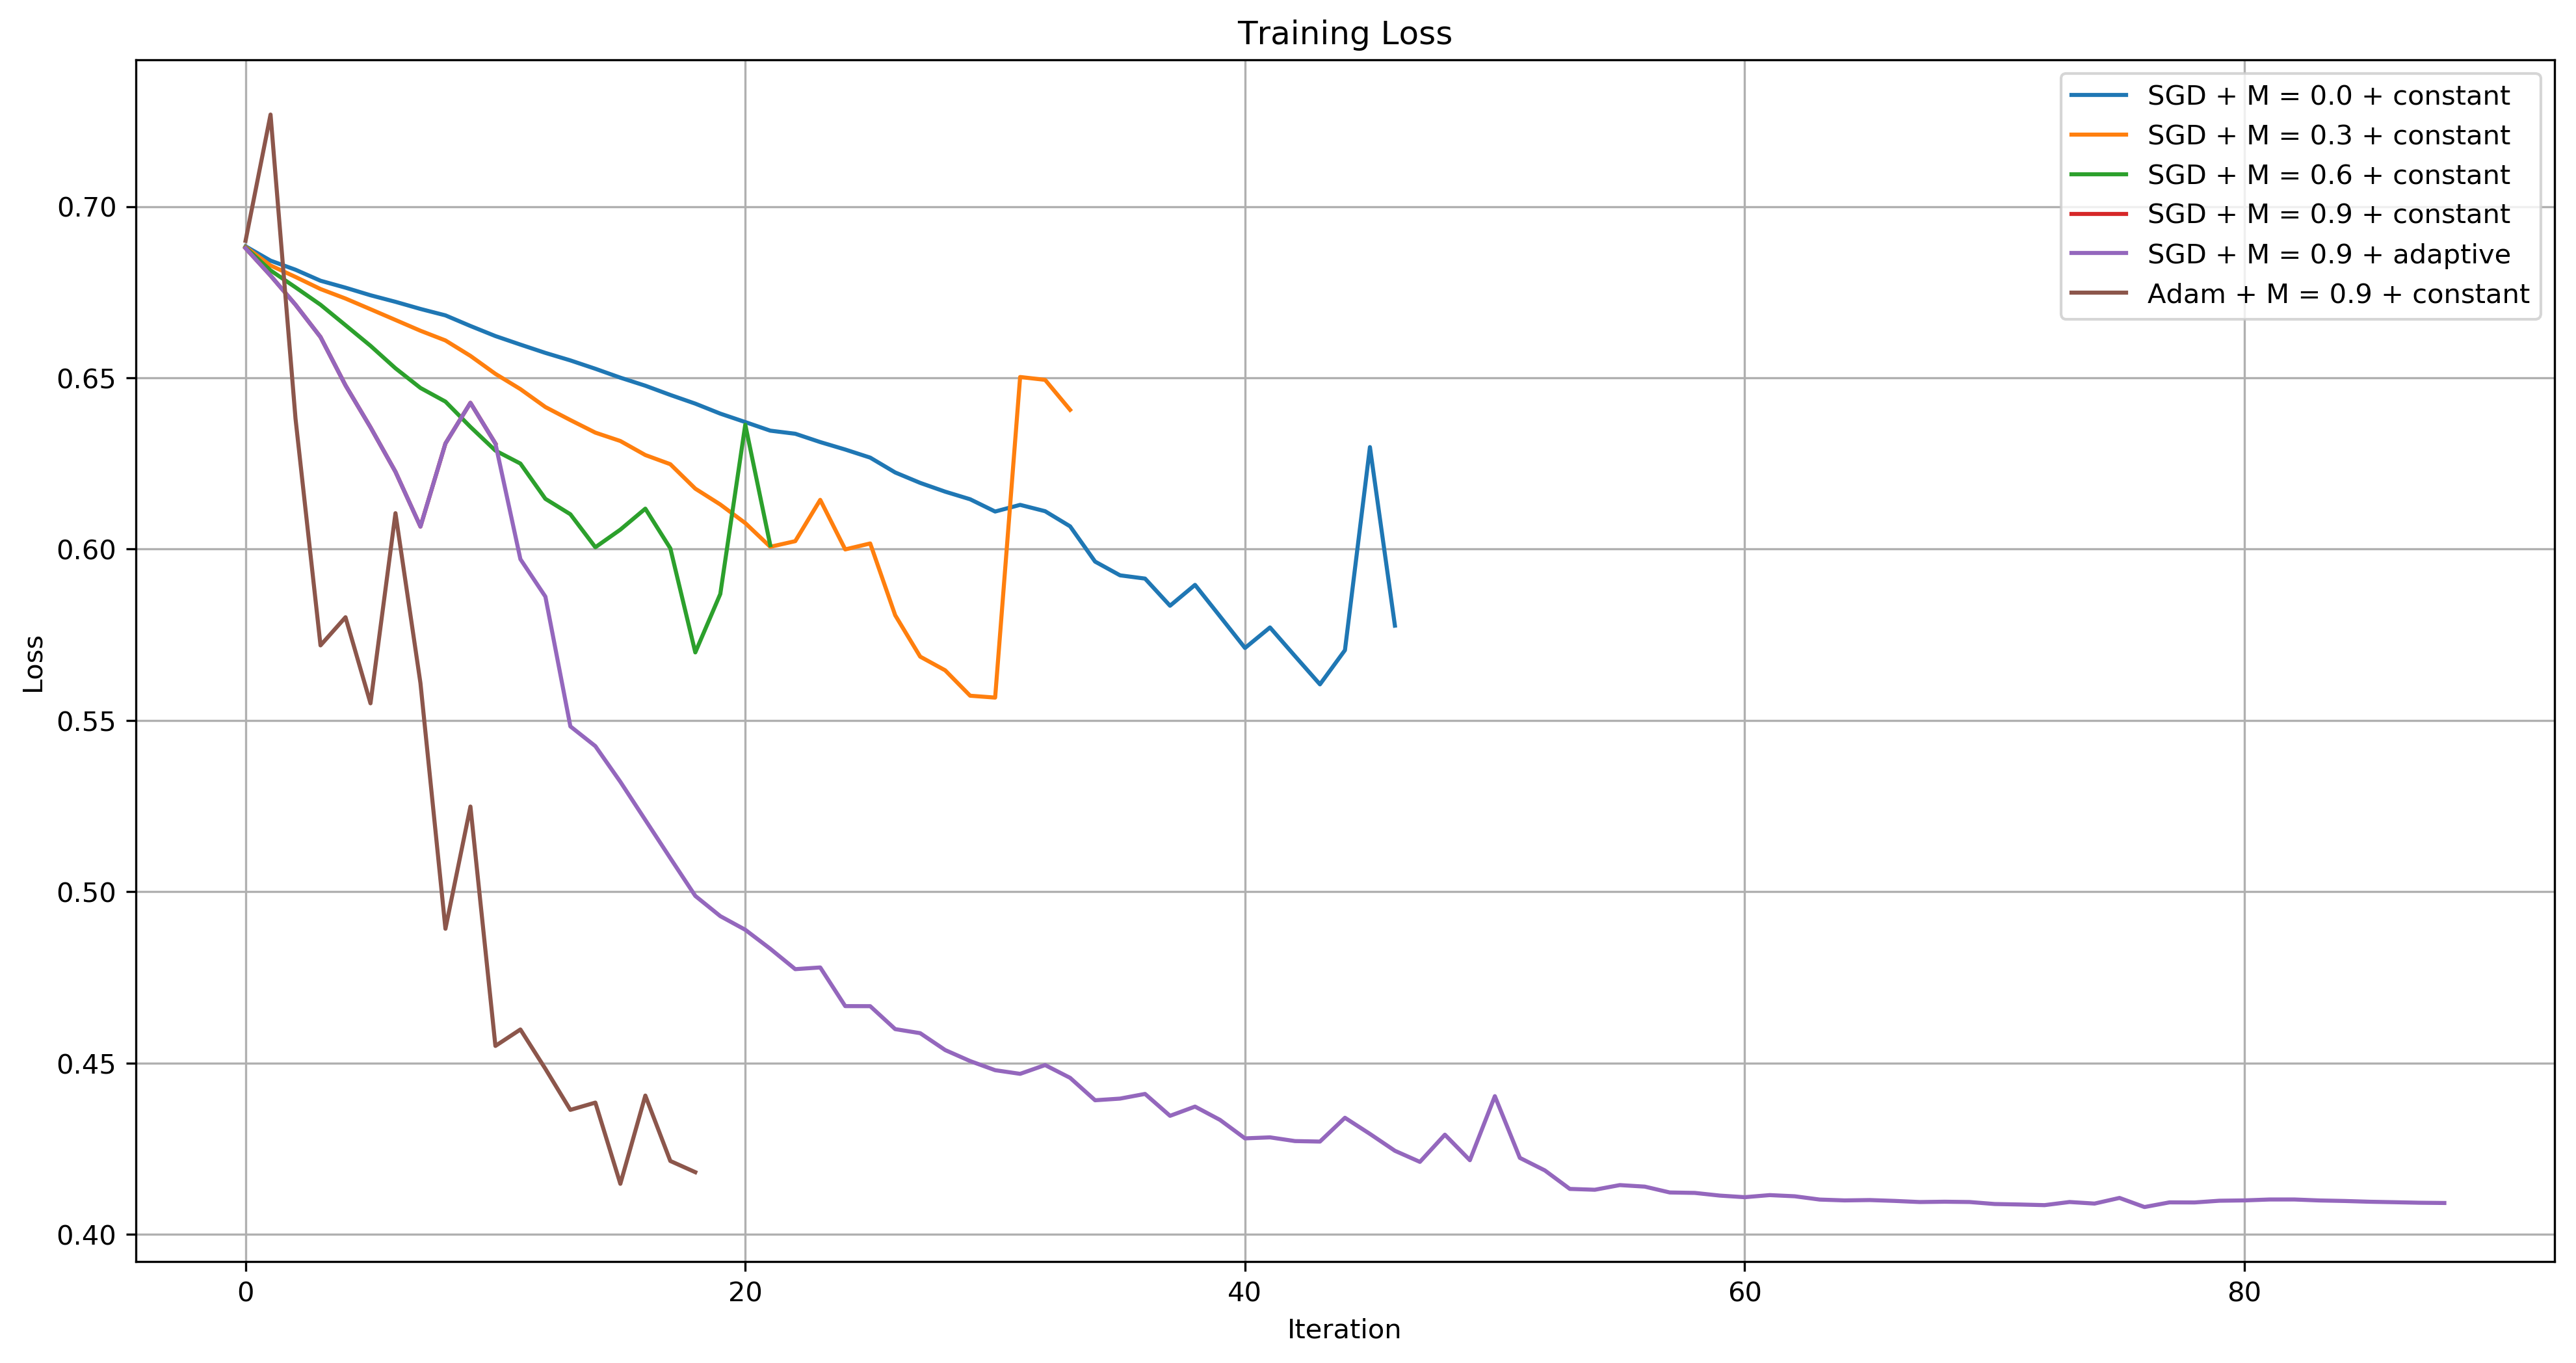 Training Loss
SGD + M = 0.0 + constant
SGD + M = 0.3 + constant
SGD + M = 0.6 + constant
SGD + M = 0.9 + constant
SGD + M = 0.9 + adaptive
Adam + M = 0.9 + constant
0.70
0.65
0.60
0.55
0.50
0.45
0.40
Loss
0 20 40 60 80
Iteration